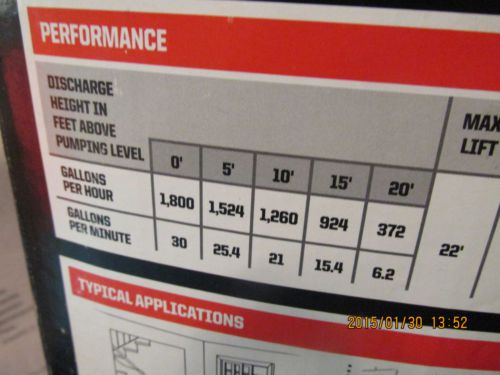 PERFORMANCE
DISCHARGE
HEIGHT IN
FEET ABOVE
PUMPING LEVEL
0' 5' 10' 15' 20'
MAX
LIFT
GALLONS
PER HOUR
1,800 1,524 1,260 924 372
GALLONS
PER MINUTE
30 25.4 21 15.4 6.2
22'
TYPICAL APPLICATIONS
2015/01/30 13:52